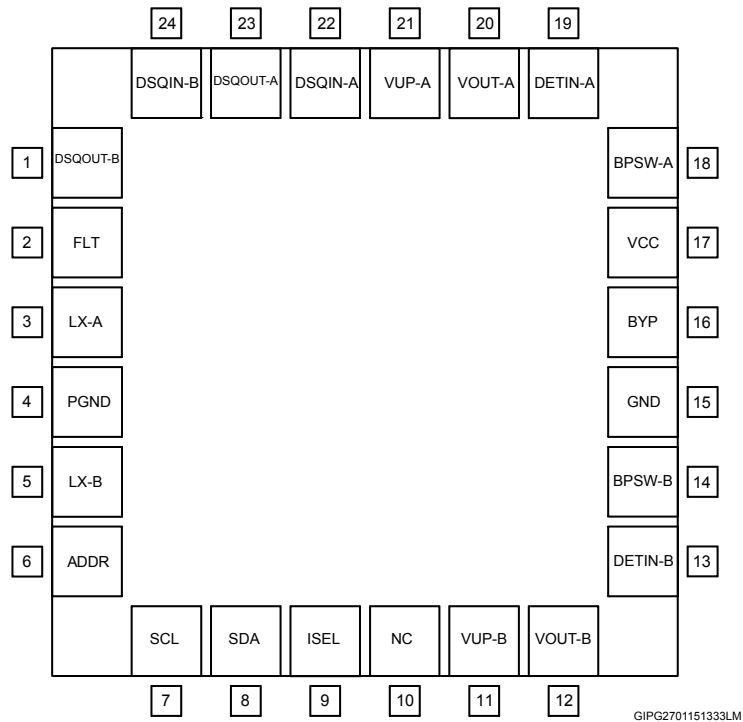 24 23 22 21 20 19
DSQIN-B DSQOUT-A DSQIN-A VUP-A VOUT-A DETIN-A
1 DSQOUT-B BPSW-A 18
2 FLT VCC 17
3 LX-A BYP 16
4 PGND GND 15
5 LX-B BPSW-B 14
6 ADDR DETIN-B 13
SCL SDA ISEL NC VUP-B VOUT-B
7 8 9 10 11 12
GIPG2701151333LM